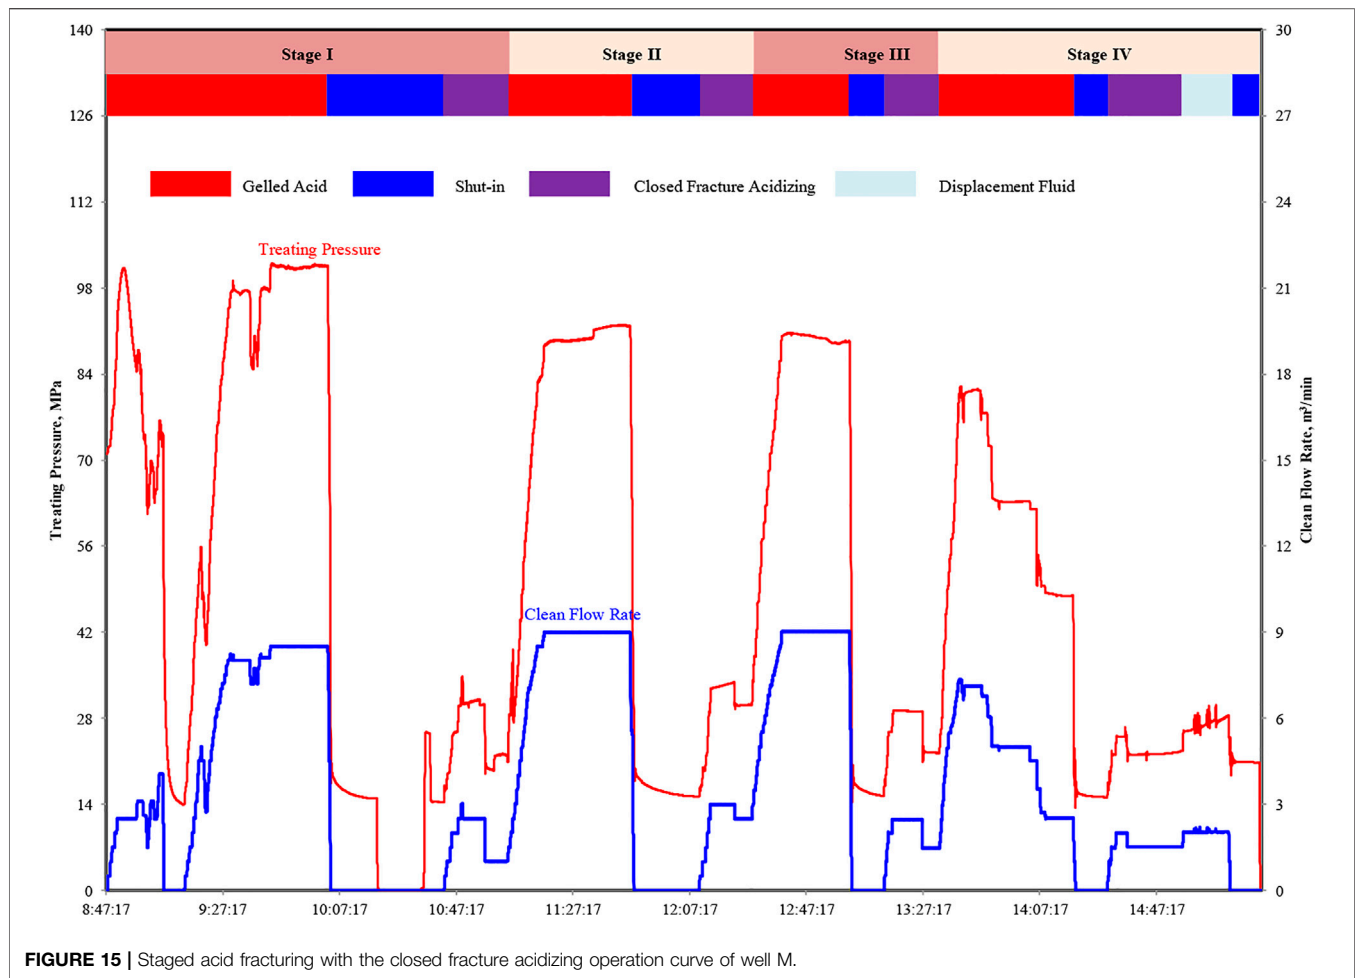 140
30
Stage I
Stage II
Stage III
Stage IV
126
27
Gelled Acid
Shut-in
Closed Fracture Acidizing
Displacement Fluid
112
24
Treating Pressure
98
21
84
18
Treating Pressure, MPa
Clean Flow Rate, m³/min
70
15
56
12
Clean Flow Rate
42
9
28
6
14
3
0
0
8:47:17
9:27:17
10:07:17
10:47:17
11:27:17
12:07:17
12:47:17
13:27:17
14:07:17
14:47:17
FIGURE 15 | Staged acid fracturing with the closed fracture acidizing operation curve of well M.